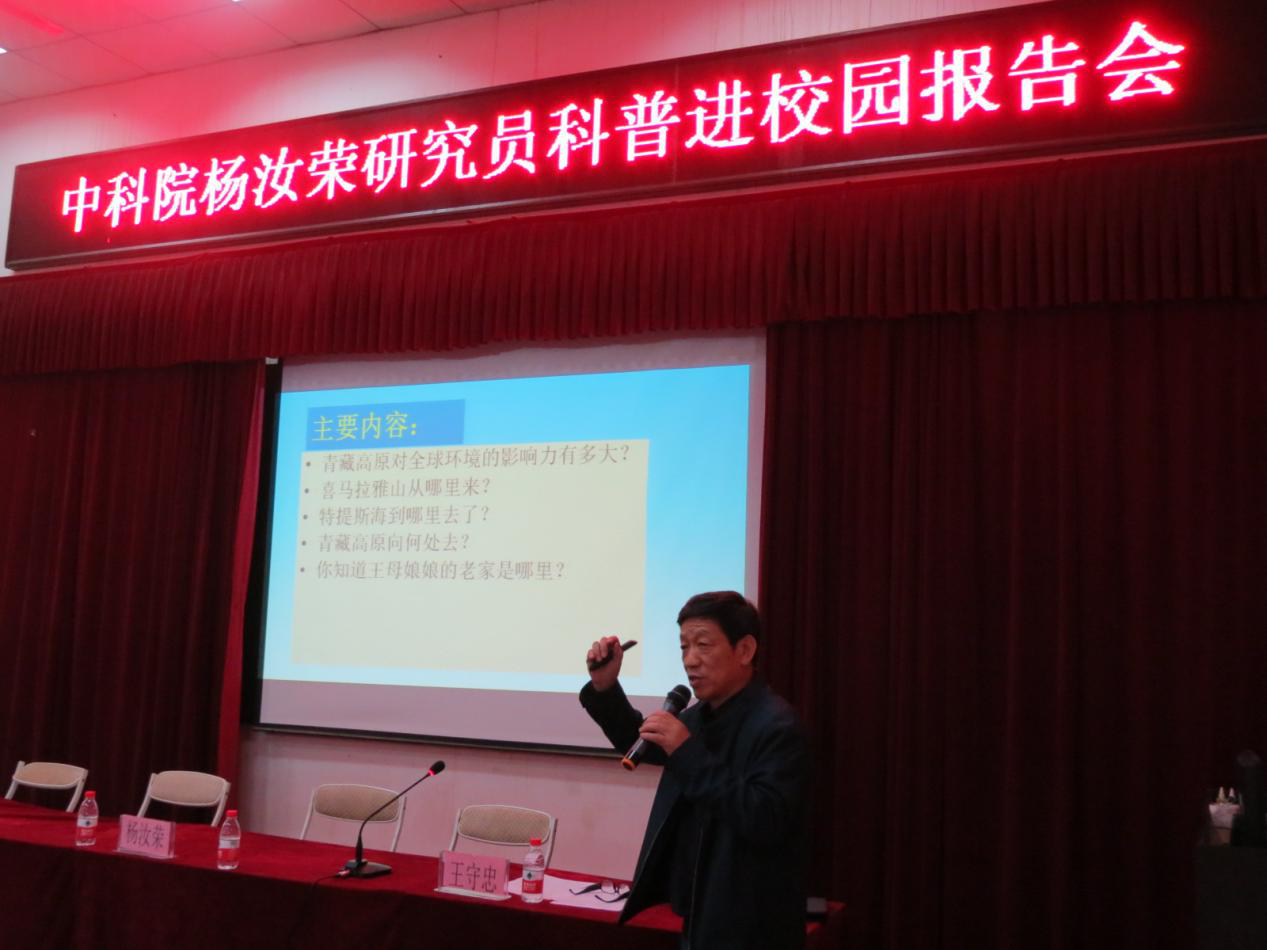 中科院杨汝荣研究员科普进校园报告会
主要内容：
• 青藏高原对全球环境的影响力有多大？
• 喜马拉雅山从哪里来？
• 特提斯海到哪里去了？
• 青藏高原向何处去？
• 你知道王母娘娘的老家是哪里？
杨汝荣
王守忠